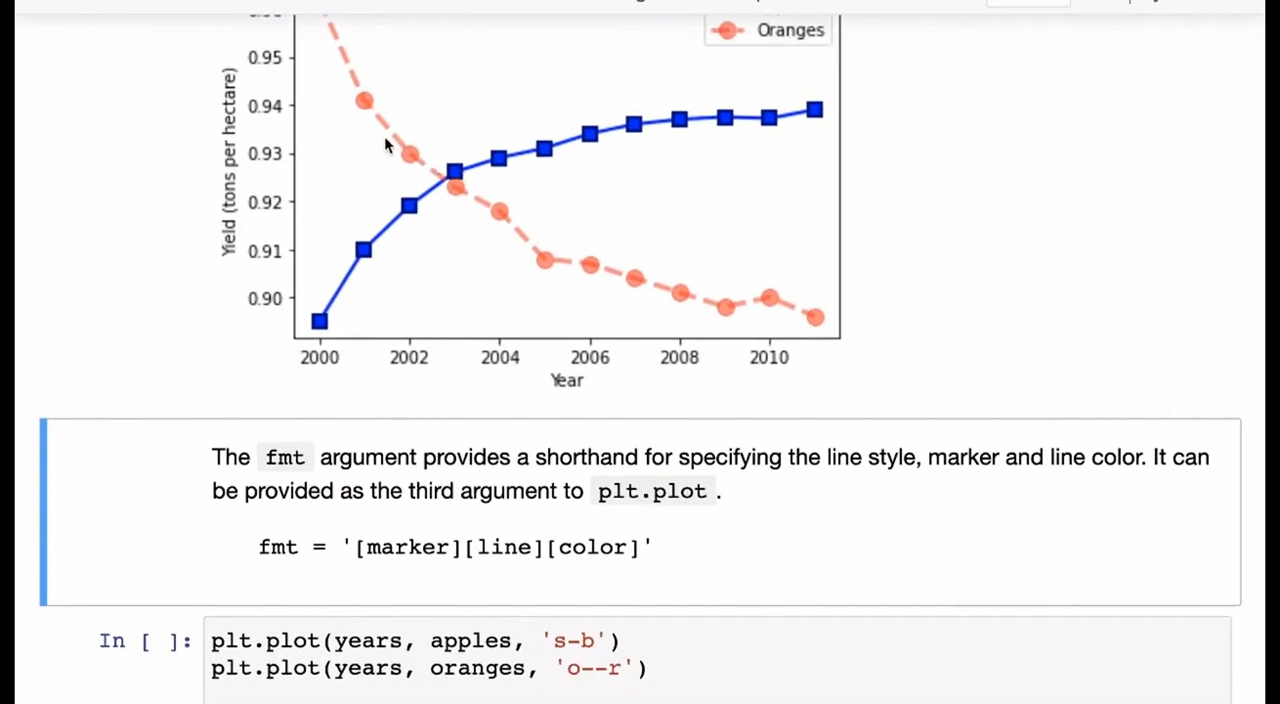 Oranges
0.95
0.94
0.93
0.92
0.91
0.90
Yield (tons per hectare)
2000 2002 2004 2006 2008 2010
Year
The fmt argument provides a shorthand for specifying the line style, marker and line color. It can
be provided as the third argument to plt.plot .
fmt = '[marker][line][color]'
In [ ]: plt.plot(years, apples, 's-b')
plt.plot(years, oranges, 'o--r')